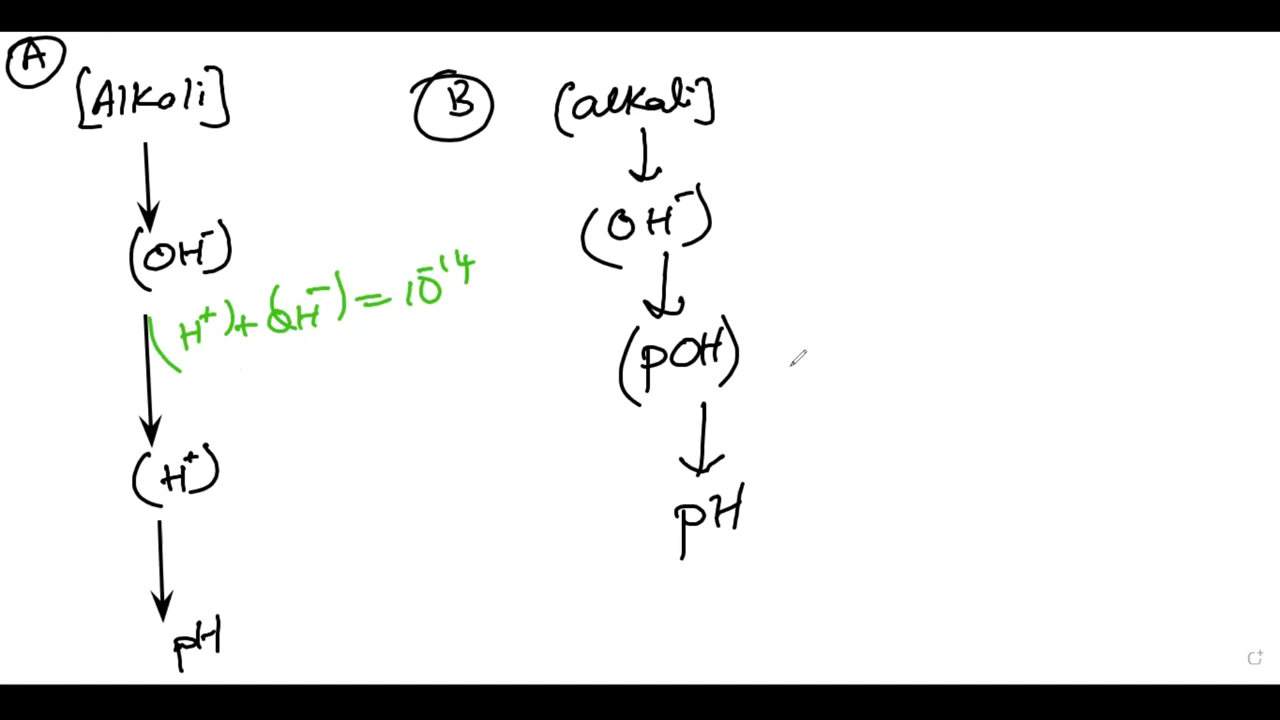 A
[Alkali]
(OH⁻)
(H⁺)+(OH⁻)=10⁻¹⁴
(H⁺)
pH
B
(alkali]
(OH⁻)
(pOH)
pH